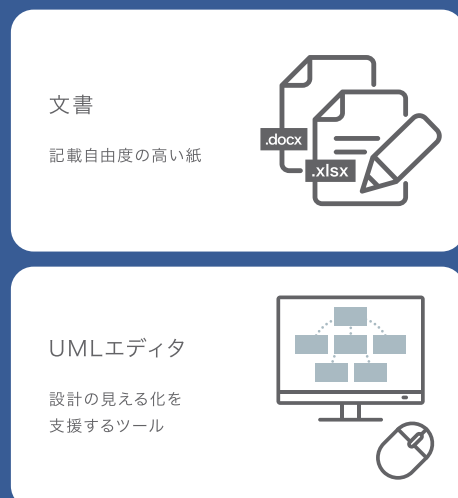 文書
記載自由度の高い紙
.docx
.xlsx
UMLエディタ
設計の見える化を
支援するツール